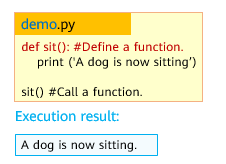 demo.py
def sit(): #Define a function.
print (‘A dog is now sitting’)
sit() #Call a function.
Execution result:
A dog is now sitting.